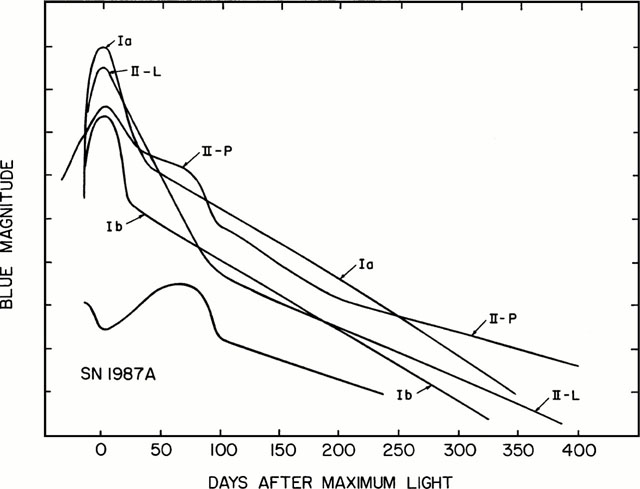 Ia
II-L
II-P
Ib
Ia
II-P
SN 1987A
Ib
II-L
BLUE MAGNITUDE
0 50 100 150 200 250 300 350 400
DAYS AFTER MAXIMUM LIGHT